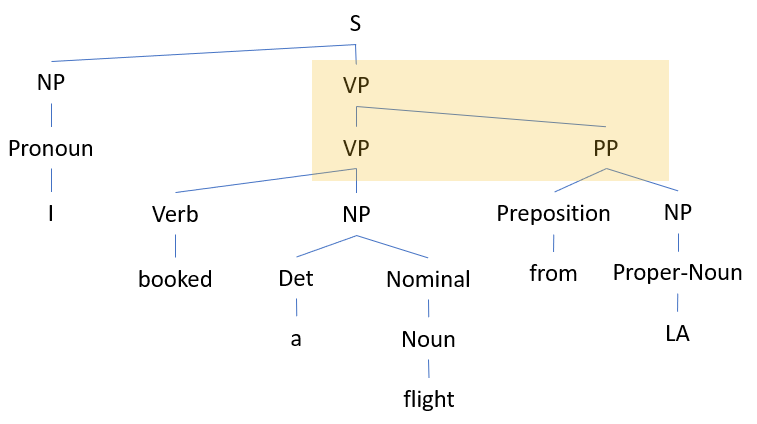 S
NP VP
Pronoun VP PP
I Verb NP Preposition NP
booked Det Nominal from Proper-Noun
a Noun LA
flight